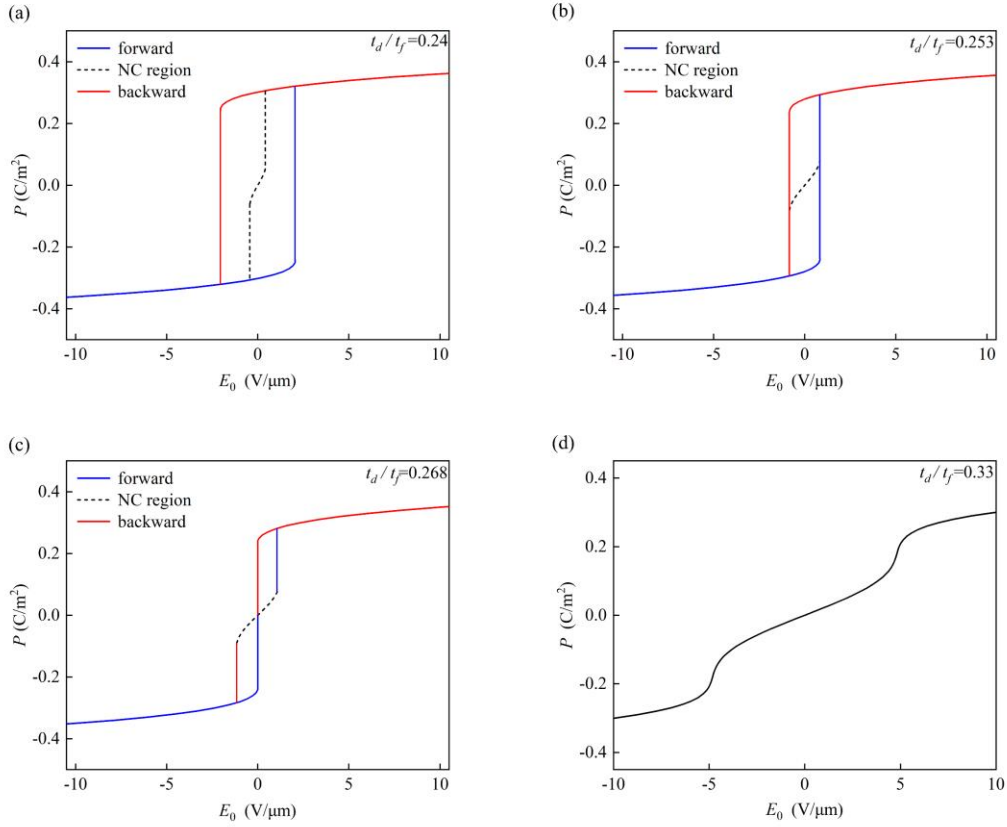 (a)
t_d / t_f=0.24
forward
NC region
backward
0.4
0.2
0.0
-0.2
-0.4
P (C/m²)
-10 -5 0 5 10
E₀ (V/μm)
(b)
t_d / t_f=0.253
forward
NC region
backward
0.4
0.2
0.0
-0.2
-0.4
P (C/m²)
-10 -5 0 5 10
E₀ (V/μm)
(c)
t_d / t_f=0.268
forward
NC region
backward
0.4
0.2
0.0
-0.2
-0.4
P (C/m²)
-10 -5 0 5 10
E₀ (V/μm)
(d)
t_d / t_f=0.33
0.4
0.2
0.0
-0.2
-0.4
P (C/m²)
-10 -5 0 5 10
E₀ (V/μm)